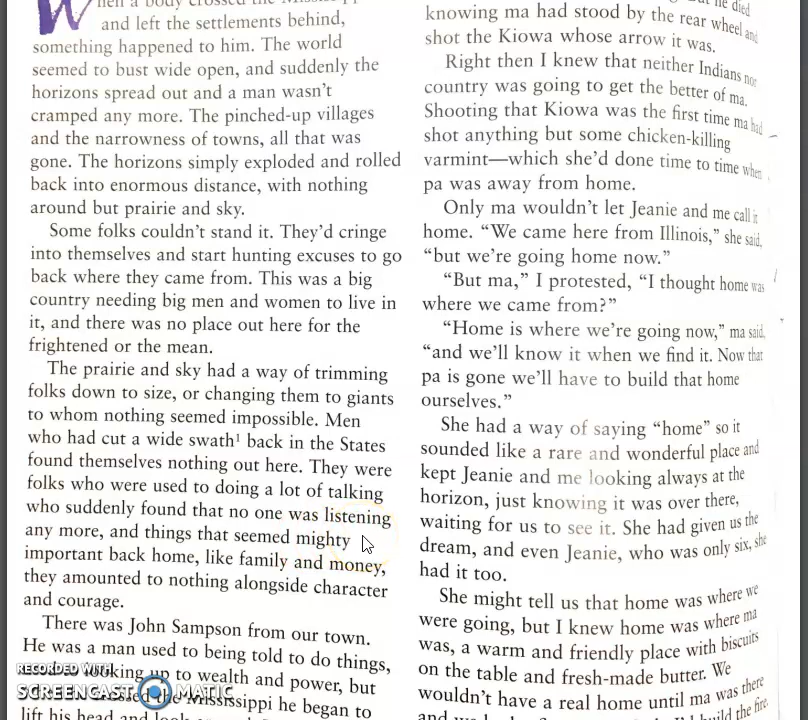 When a body crossed the
and left the settlements behind,
something happened to him. The world
seemed to bust wide open, and suddenly the
horizons spread out and a man wasn't
cramped any more. The pinched-up villages
and the narrowness of towns, all that was
gone. The horizons simply exploded and rolled
back into enormous distance, with nothing
around but prairie and sky.
Some folks couldn't stand it. They'd cringe
into themselves and start hunting excuses to go
back where they came from. This was a big
country needing big men and women to live in
it, and there was no place out here for the
frightened or the mean.
The prairie and sky had a way of trimming
folks down to size, or changing them to giants
to whom nothing seemed impossible. Men
who had cut a wide swath¹ back in the States
found themselves nothing out here. They were
folks who were used to doing a lot of talking
who suddenly found that no one was listening
any more, and things that seemed mighty
important back home, like family and money,
they amounted to nothing alongside character
and courage.
There was John Sampson from our town.
He was a man used to being told to do things,
looking up to wealth and power, but
crossed the Mississippi he began to
lift his head and look
he died
knowing ma had stood by the rear wheel and
shot the Kiowa whose arrow it was.
Right then I knew that neither Indians nor
country was going to get the better of ma.
Shooting that Kiowa was the first time ma had
shot anything but some chicken-killing
varmint—which she'd done time to time when
pa was away from home.
Only ma wouldn't let Jeanie and me call it
home. "We came here from Illinois," she said,
"but we're going home now."
"But ma," I protested, "I thought home was
where we came from?"
"Home is where we're going now," ma said,
"and we'll know it when we find it. Now that
pa is gone we'll have to build that home
ourselves."
She had a way of saying "home" so it
sounded like a rare and wonderful place and
kept Jeanie and me looking always at the
horizon, just knowing it was over there,
waiting for us to see it. She had given us the
dream, and even Jeanie, who was only six, she
had it too.
She might tell us that home was where we
were going, but I knew home was where ma
was, a warm and friendly place with biscuits
on the table and fresh-made butter. We
wouldn't have a real home until ma was there
build the fire.
RECORDED WITH
SCREENCAST MATIC